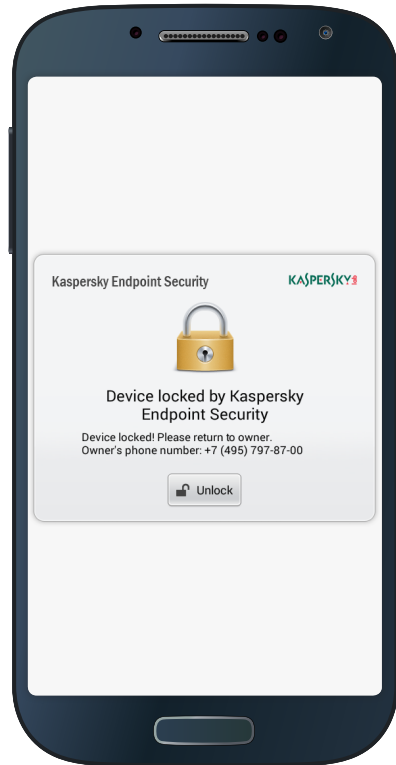 Kaspersky Endpoint Security
KASPERSKY
Device locked by Kaspersky
Endpoint Security
Device locked! Please return to owner.
Owner's phone number: +7 (495) 797-87-00
Unlock